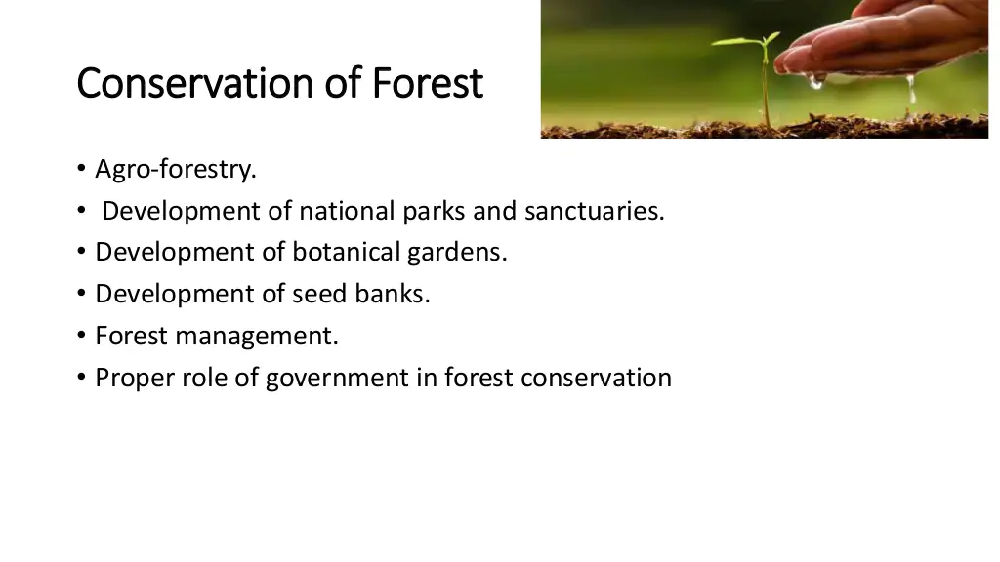 Conservation of Forest
• Agro-forestry.
• Development of national parks and sanctuaries.
• Development of botanical gardens.
• Development of seed banks.
• Forest management.
• Proper role of government in forest conservation